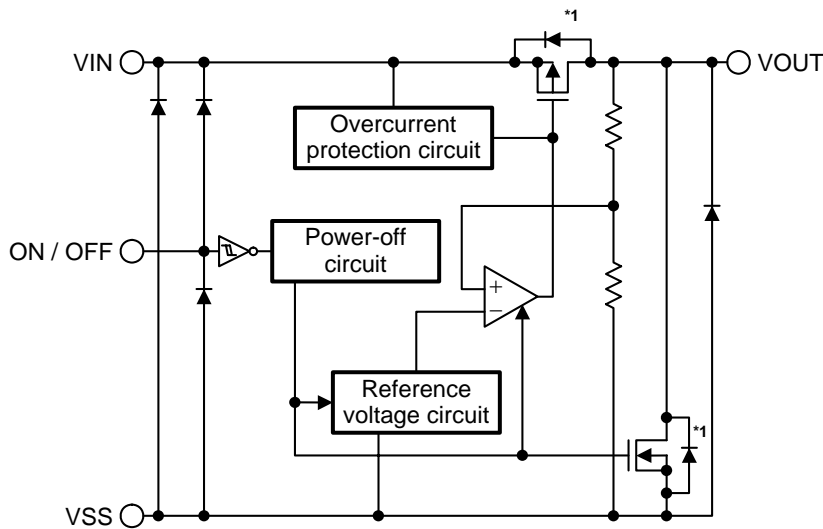 *1
VIN
VOUT
Overcurrent
protection circuit
ON / OFF
Power-off
circuit
+
−
Reference
voltage circuit
*1
VSS